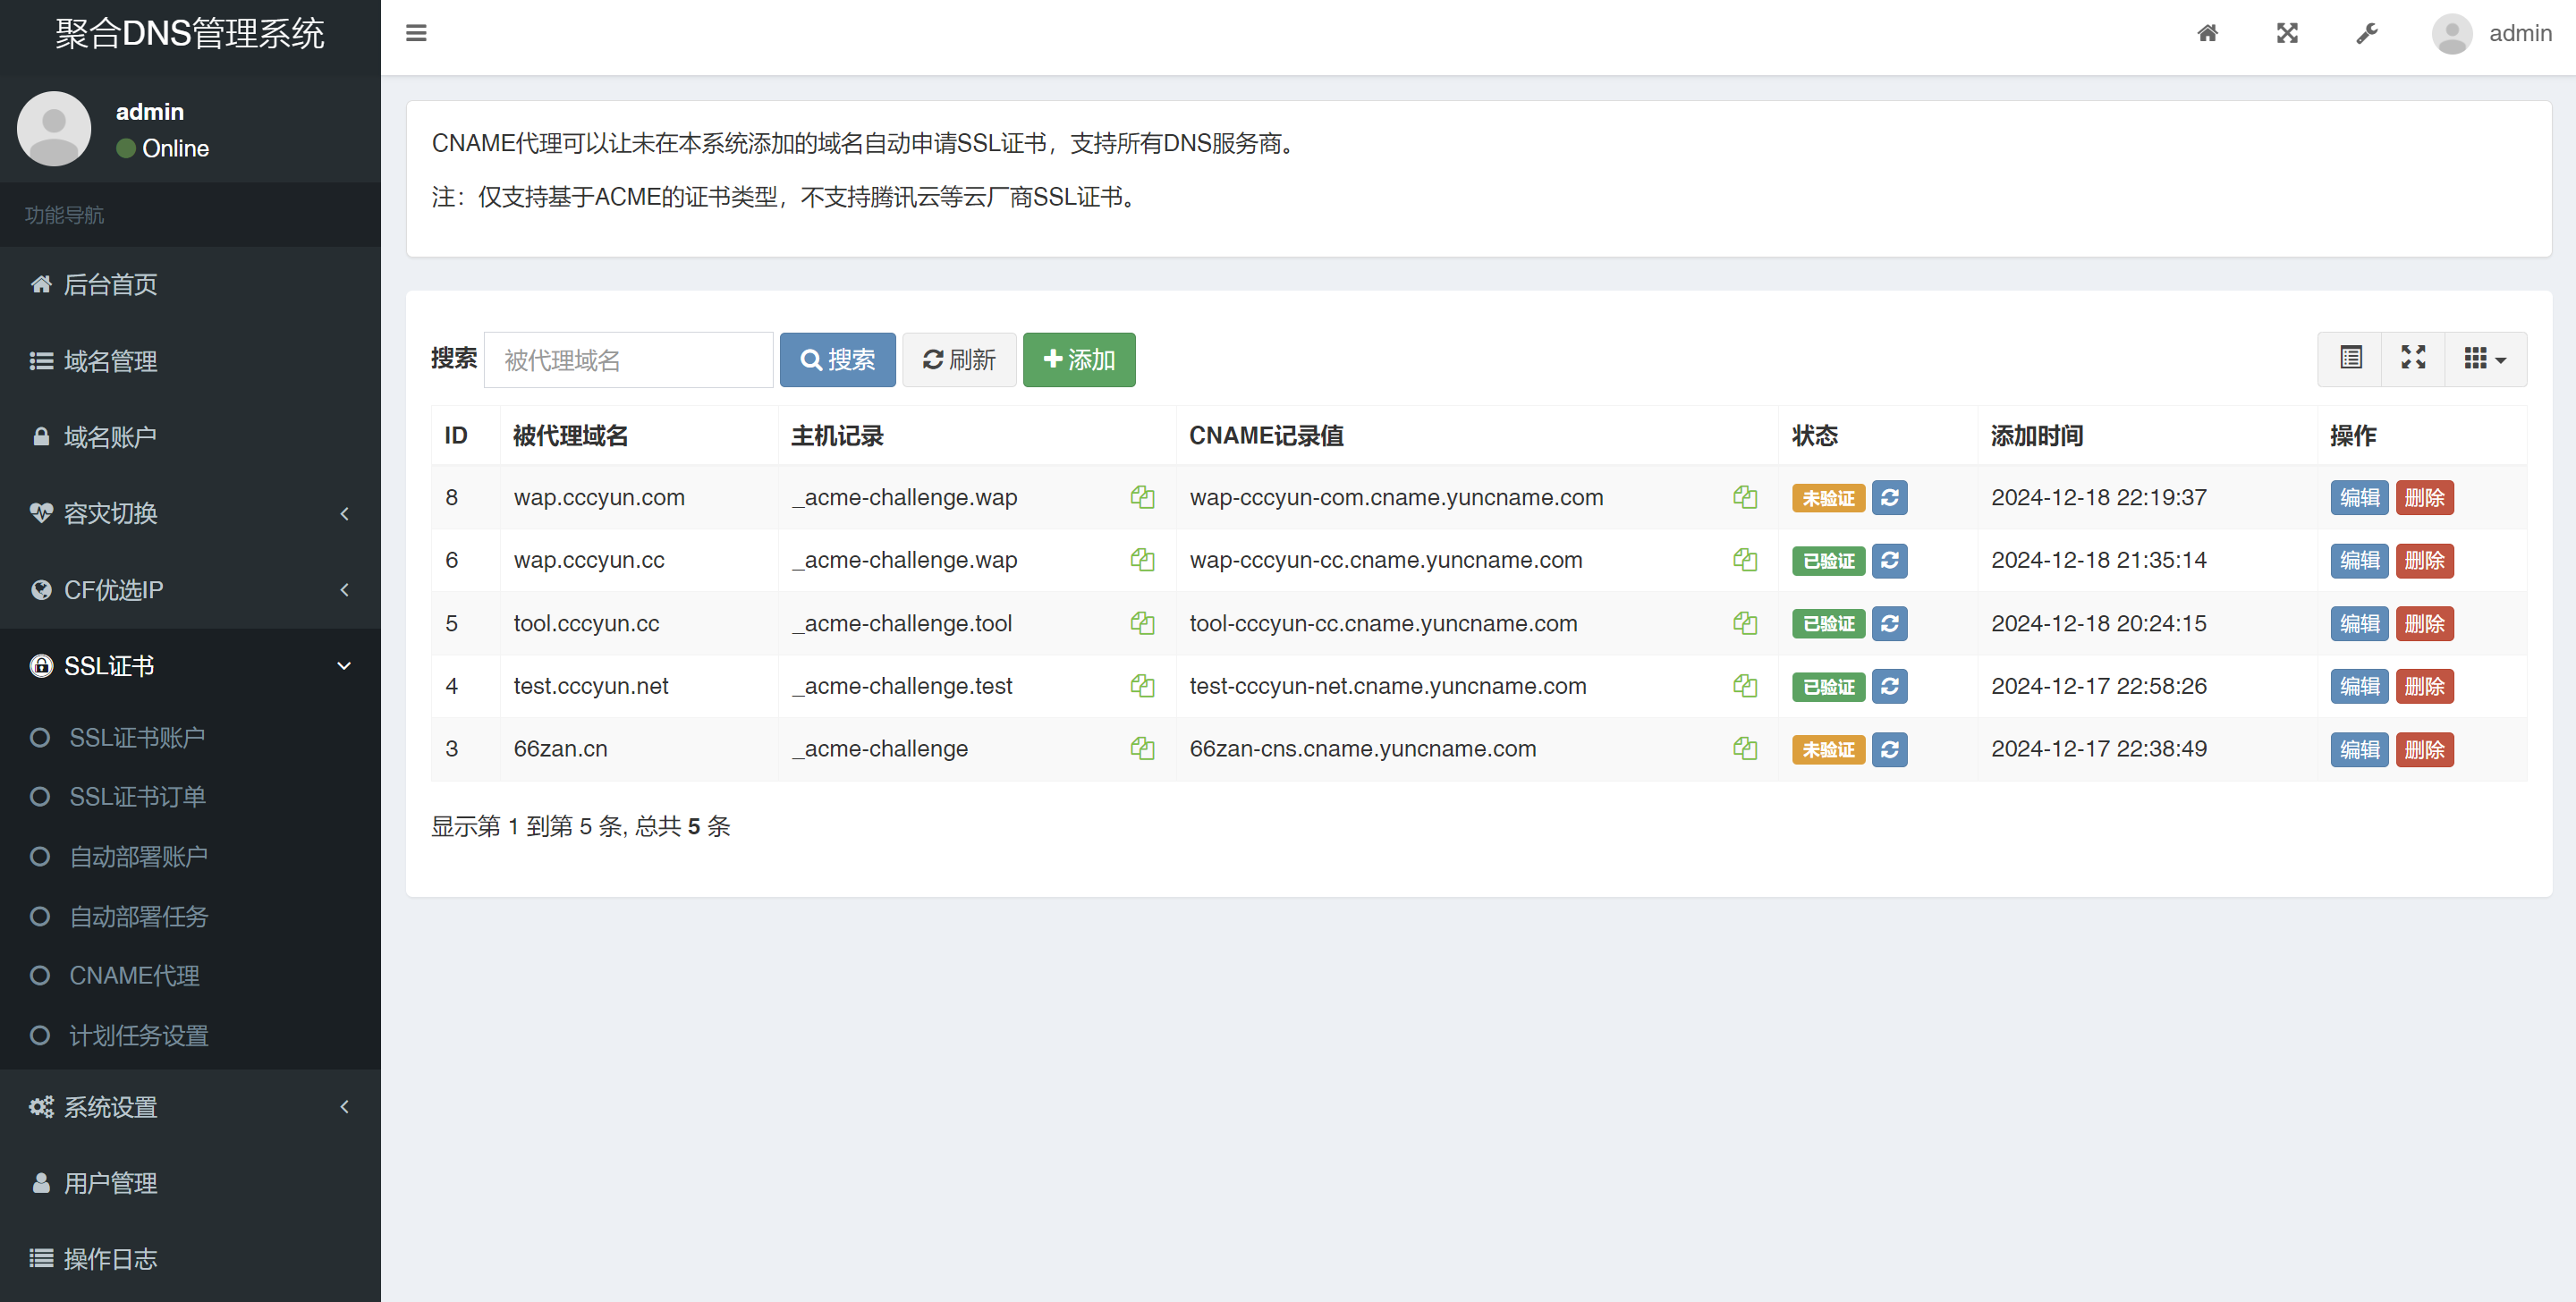 聚合DNS管理系统
admin
admin
Online
功能导航
后台首页
域名管理
域名账户
容灾切换
CF优选IP
SSL证书
SSL证书账户
SSL证书订单
自动部署账户
自动部署任务
CNAME代理
计划任务设置
系统设置
用户管理
操作日志
CNAME代理可以让未在本系统添加的域名自动申请SSL证书，支持所有DNS服务商。
注：仅支持基于ACME的证书类型，不支持腾讯云等云厂商SSL证书。
搜索 被代理域名 搜索 刷新 添加
ID 被代理域名 主机记录 CNAME记录值 状态 添加时间 操作
8 wap.cccyun.com _acme-challenge.wap wap-cccyun-com.cname.yuncname.com 未验证 2024-12-18 22:19:37 编辑 删除
6 wap.cccyun.cc _acme-challenge.wap wap-cccyun-cc.cname.yuncname.com 已验证 2024-12-18 21:35:14 编辑 删除
5 tool.cccyun.cc _acme-challenge.tool tool-cccyun-cc.cname.yuncname.com 已验证 2024-12-18 20:24:15 编辑 删除
4 test.cccyun.net _acme-challenge.test test-cccyun-net.cname.yuncname.com 已验证 2024-12-17 22:58:26 编辑 删除
3 66zan.cn _acme-challenge 66zan-cns.cname.yuncname.com 未验证 2024-12-17 22:38:49 编辑 删除
显示第 1 到第 5 条, 总共 5 条